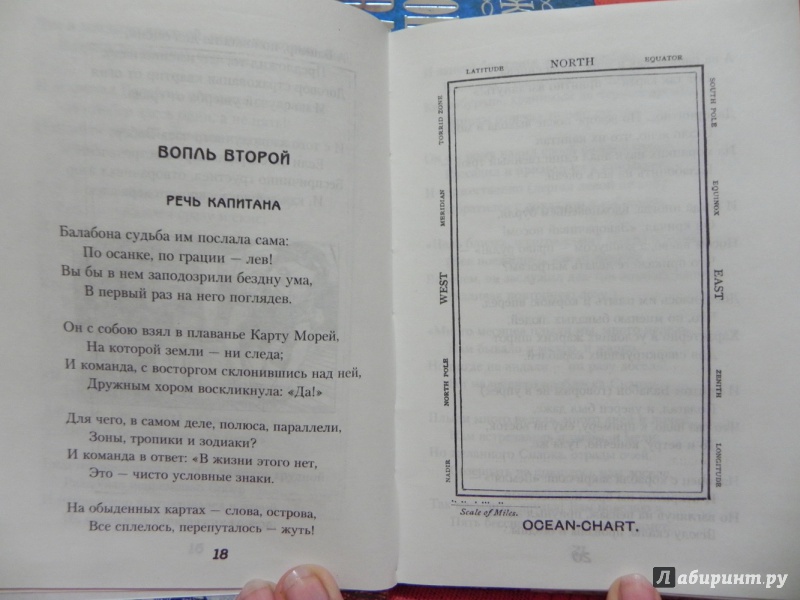 ВОПЛЬ ВТОРОЙ
РЕЧЬ КАПИТАНА
Балабона судьба им послала сама:
По осанке, по грации — лев!
Вы бы в нем заподозрили бездну ума,
В первый раз на него поглядев.
Он с собою взял в плаванье Карту Морей,
На которой земли — ни следа;
И команда, с восторгом склонившись над ней,
Дружным хором воскликнула: «Да!»
Для чего, в самом деле, полюса, параллели,
Зоны, тропики и зодиаки?
И команда в ответ: «В жизни этого нет,
Это — чисто условные знаки.
На обыденных картах — слова, острова,
Все сплелось, перепуталось — жуть!
18
LATITUDE
NORTH
EQUATOR
TORRID ZONE
MERIDIAN
WEST
NORTH POLE
NADIR
SOUTH POLE
EQUINOX
EAST
ZENITH
LONGITUDE
Scale of Miles.
OCEAN-CHART.
Лабиринт.ру